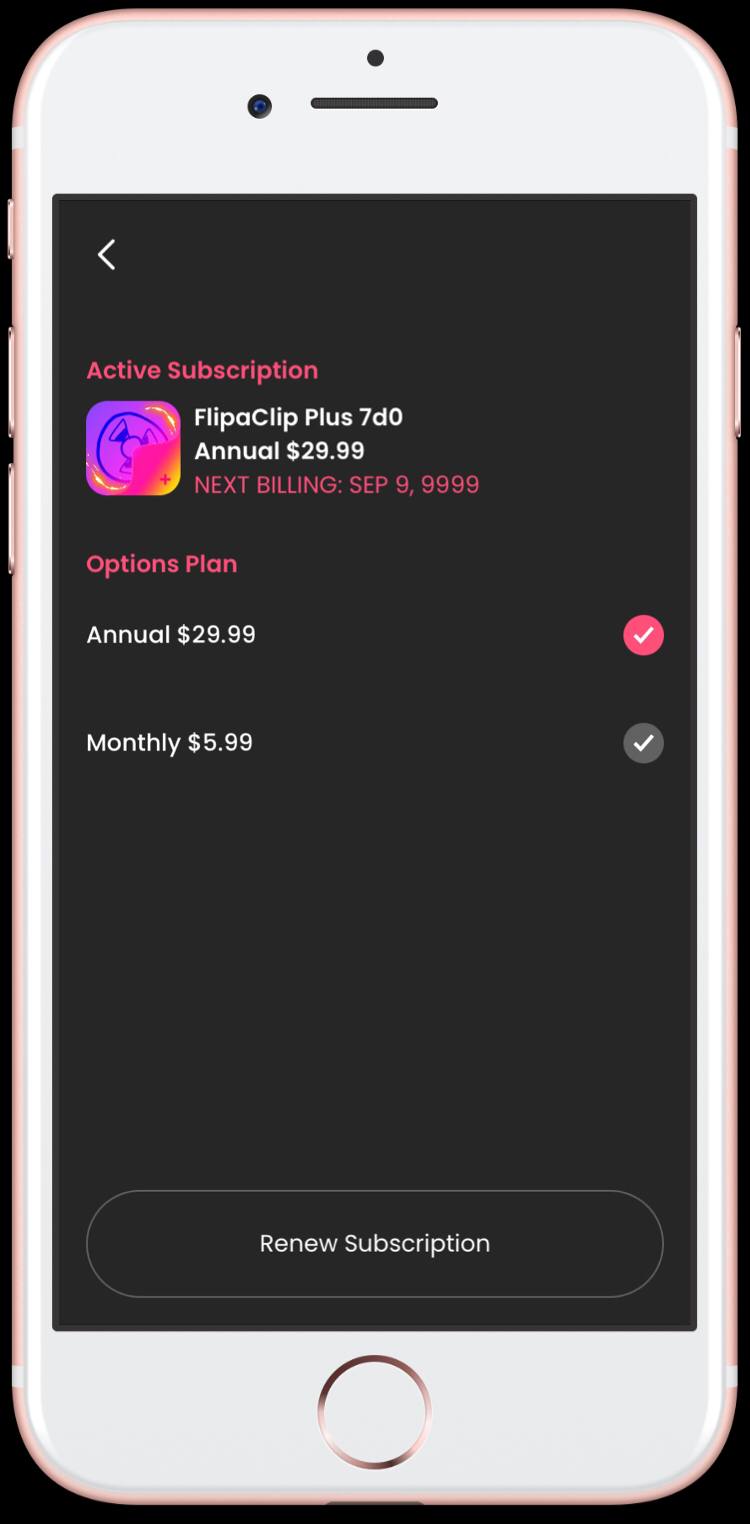 Active Subscription
FlipaClip Plus 7d0
Annual $29.99
NEXT BILLING: SEP 9, 9999
Options Plan
Annual $29.99
Monthly $5.99
Renew Subscription